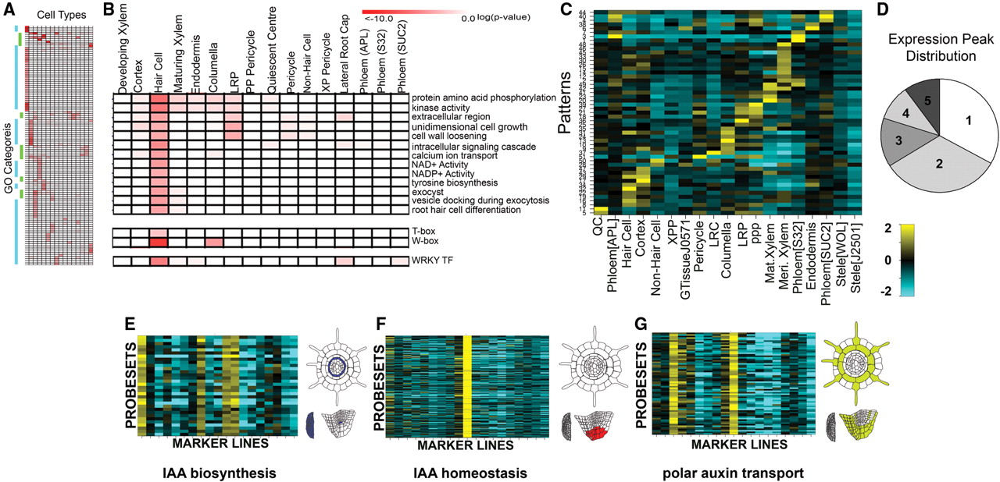 A
Cell Types
GO Categoreis
B
<-10.0
0.0
log(p-value)
Developing Xylem
Cortex
Hair Cell
Maturing Xylem
Endodermis
Columella
LRP
PP Pericycle
Quiescent Centre
Pericycle
Non-Hair Cell
XP Pericycle
Lateral Root Cap
Phloem (APL)
Phloem (S32)
Phloem (SUC2)
protein amino acid phosphorylation
kinase activity
extracellular region
unidimensional cell growth
cell wall loosening
intracellular signaling cascade
calcium ion transport
NAD+ Activity
NADP+ Activity
tyrosine biosynthesis
exocyst
vesicle docking during exocytosis
root hair cell differentiation
T-box
W-box
WRKY TF
C
Patterns
QC
Phloem[APL]
Hair Cell
Cortex
Non-Hair Cell
XPP
GTissueJ0571
Pericycle
LRC
Columella
LRP
ppp
Mat.Xylem
Meri. Xylem
Phloem[S32]
Endodermis
Phloem[SUC2]
Stele[WOL]
Stele[J2501]
D
Expression Peak
Distribution
1
2
3
4
5
2
0
-2
E
PROBESETS
MARKER LINES
IAA biosynthesis
F
PROBESETS
MARKER LINES
IAA homeostasis
G
PROBESETS
MARKER LINES
polar auxin transport